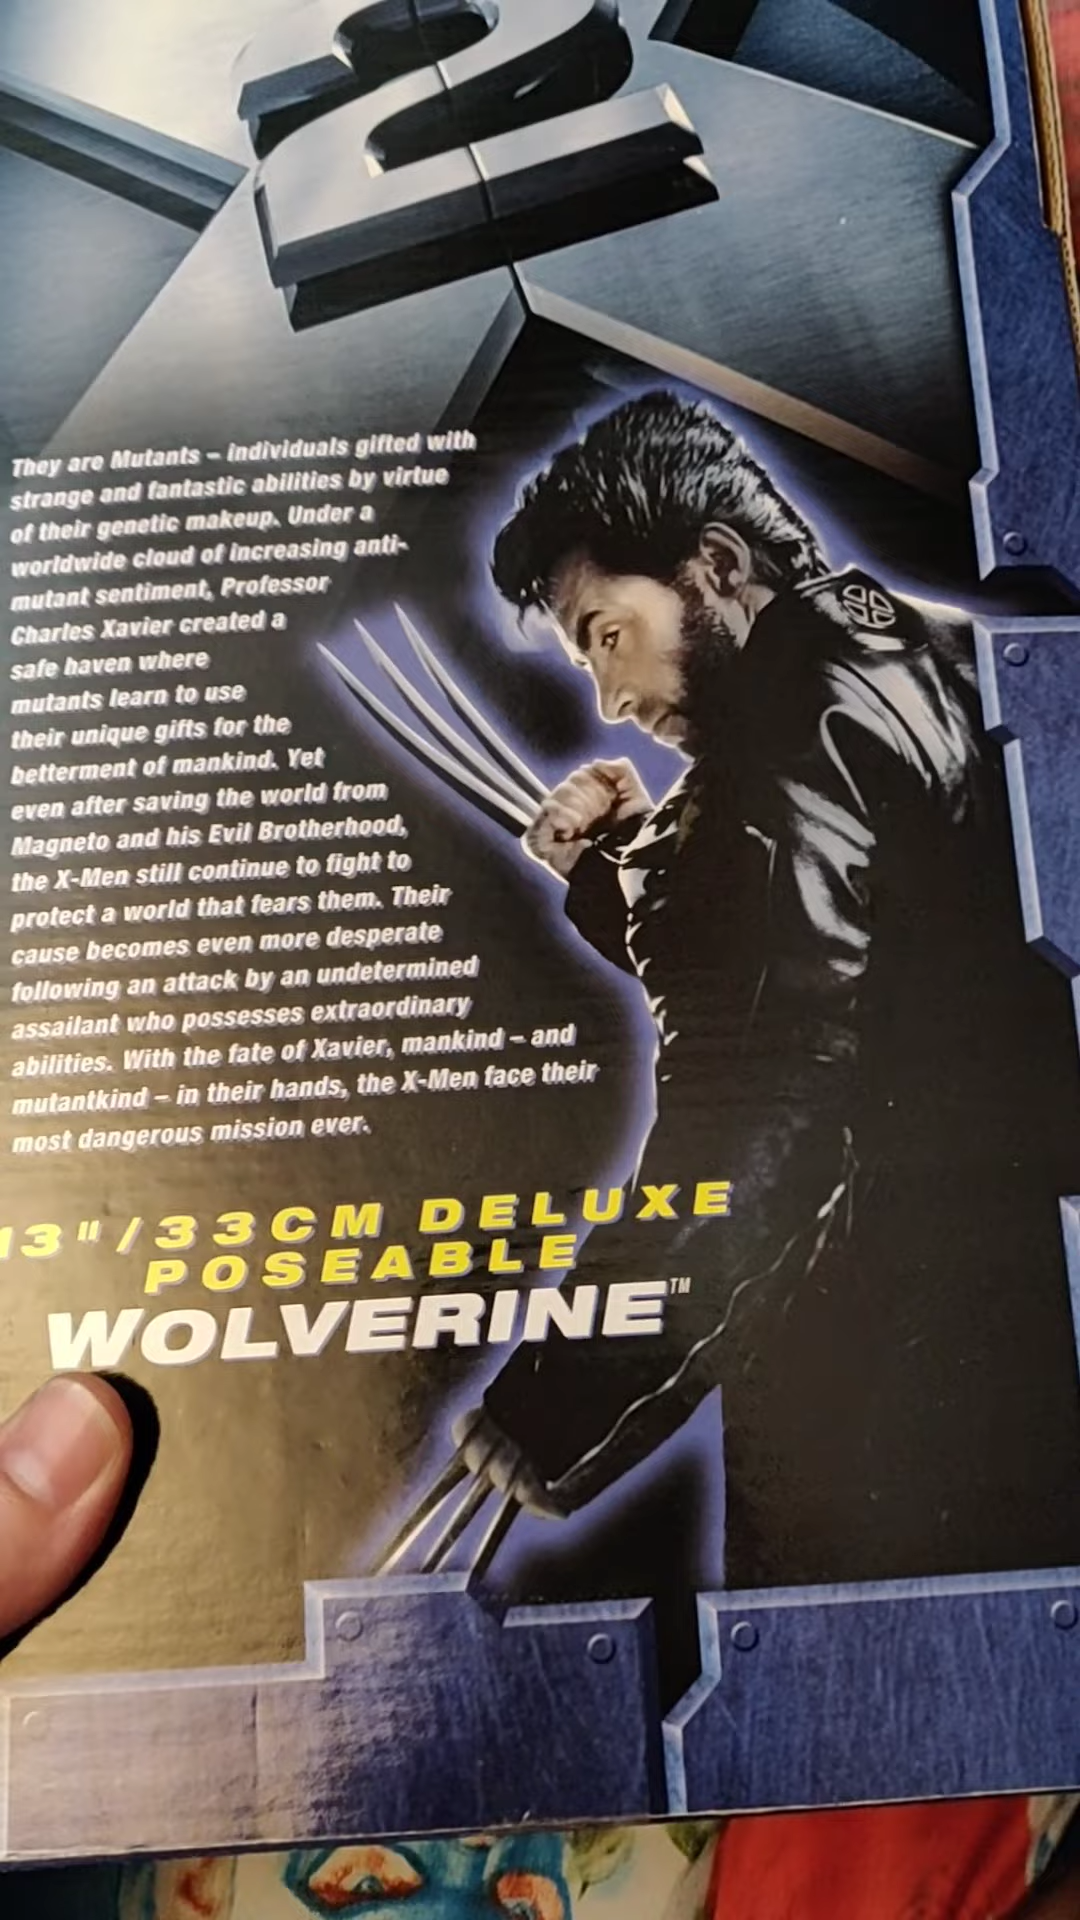 2
They are Mutants – individuals gifted with
strange and fantastic abilities by virtue
of their genetic makeup. Under a
worldwide cloud of increasing anti-
mutant sentiment, Professor
Charles Xavier created a
safe haven where
mutants learn to use
their unique gifts for the
betterment of mankind. Yet
even after saving the world from
Magneto and his Evil Brotherhood,
the X-Men still continue to fight to
protect a world that fears them. Their
cause becomes even more desperate
following an attack by an undetermined
assailant who possesses extraordinary
abilities. With the fate of Xavier, mankind – and
mutantkind – in their hands, the X-Men face their
most dangerous mission ever.
13"/33CM DELUXE
POSEABLE
WOLVERINE™